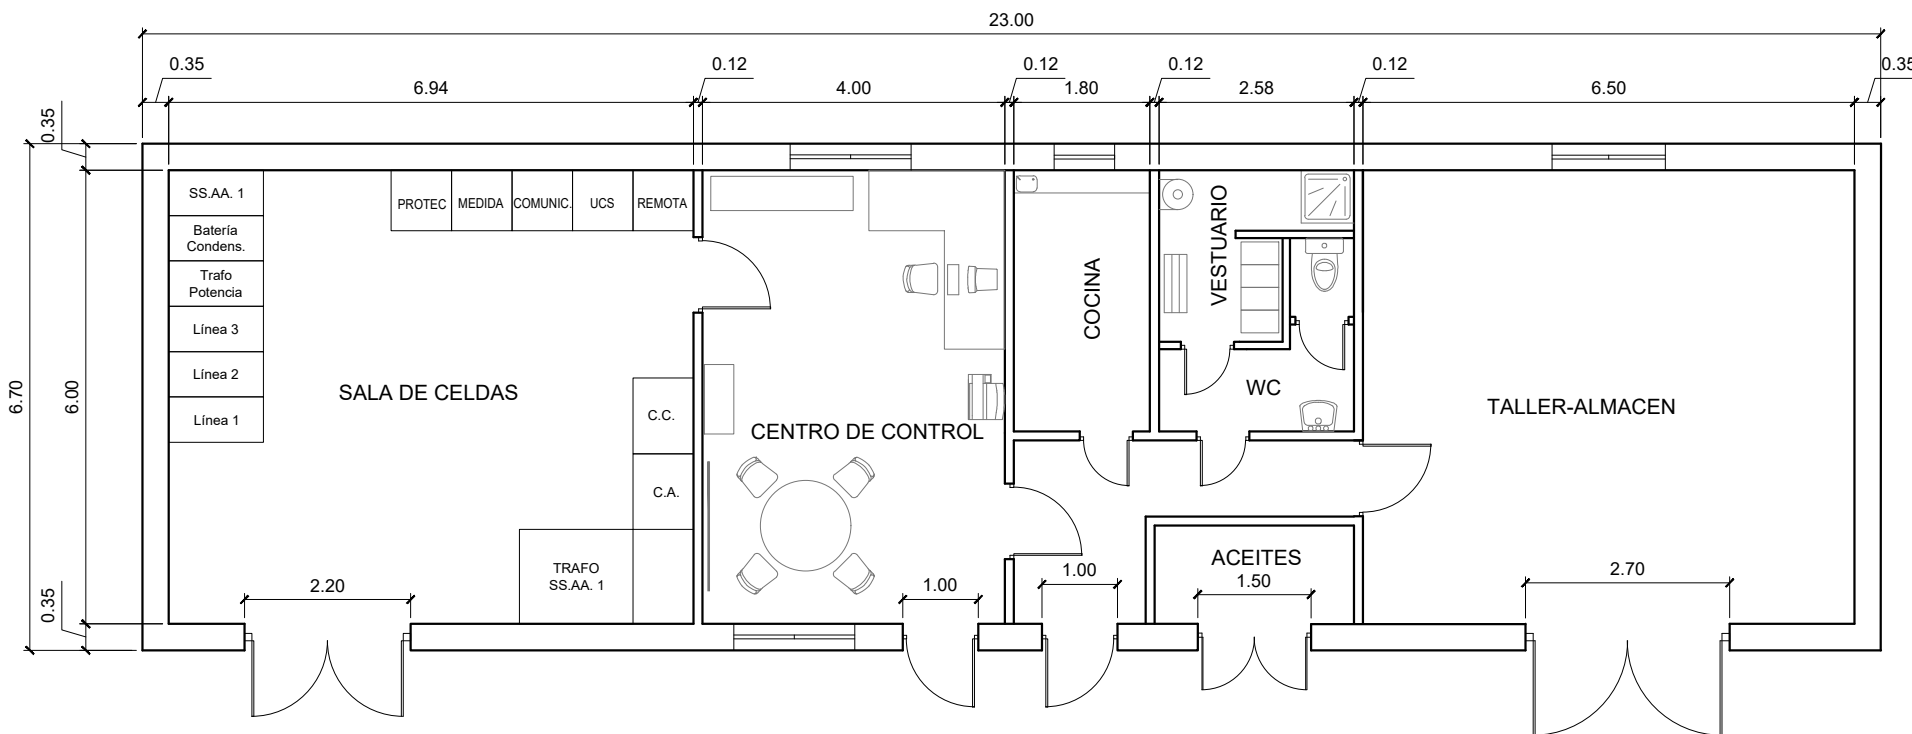 23.00
0.35
0.12
0.12
0.12
0.12
0.35
6.94
4.00
1.80
2.58
6.50
0.35
6.70
6.00
0.35
SS.AA. 1
Batería
Condens.
Trafo
Potencia
Línea 3
Línea 2
Línea 1
PROTEC
MEDIDA
COMUNIC.
UCS
REMOTA
SALA DE CELDAS
C.C.
C.A.
TRAFO
SS.AA. 1
2.20
CENTRO DE CONTROL
1.00
COCINA
VESTUARIO
WC
1.00
ACEITES
1.50
TALLER-ALMACEN
2.70